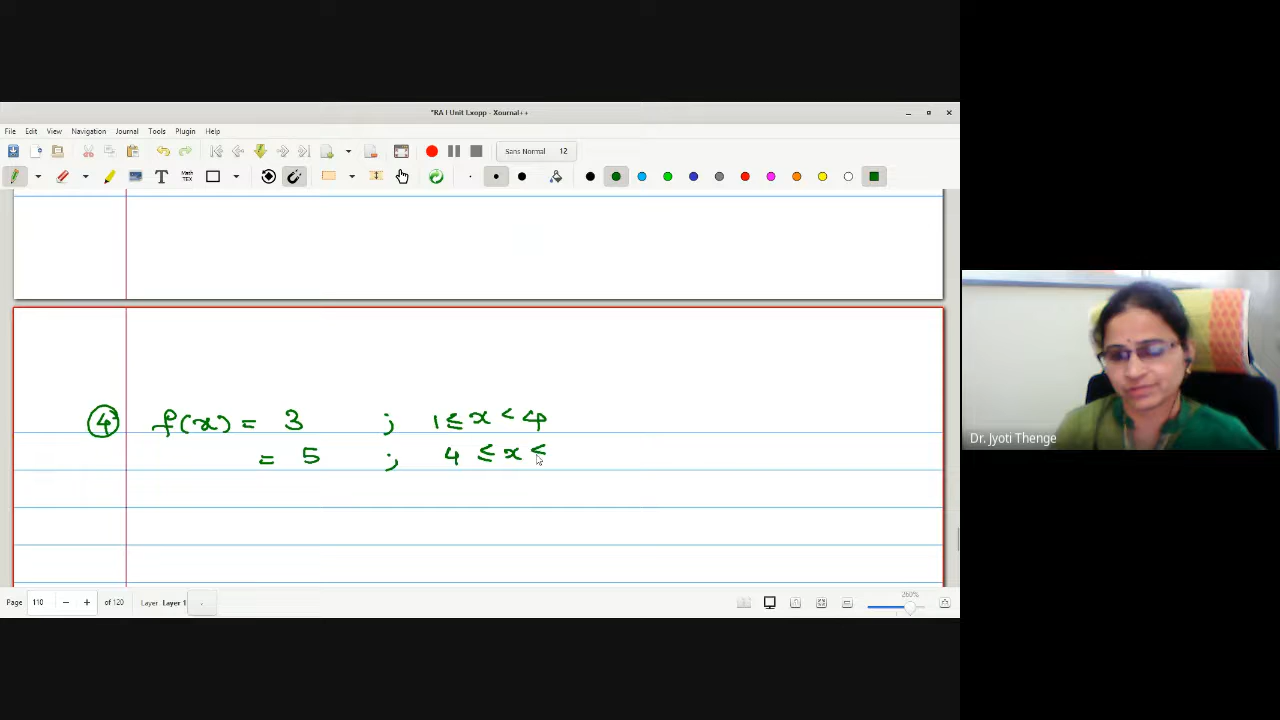 *RA I Unit I.xopp - Xournal++
File Edit View Navigation Journal Tools Plugin Help
Sans Normal 12
④ f(x) = 3 ; 1 ≤ x < 4
= 5 ; 4 ≤ x ≤
Dr. Jyoti Thenge
Page 110 of 120 Layer Layer 1
260%